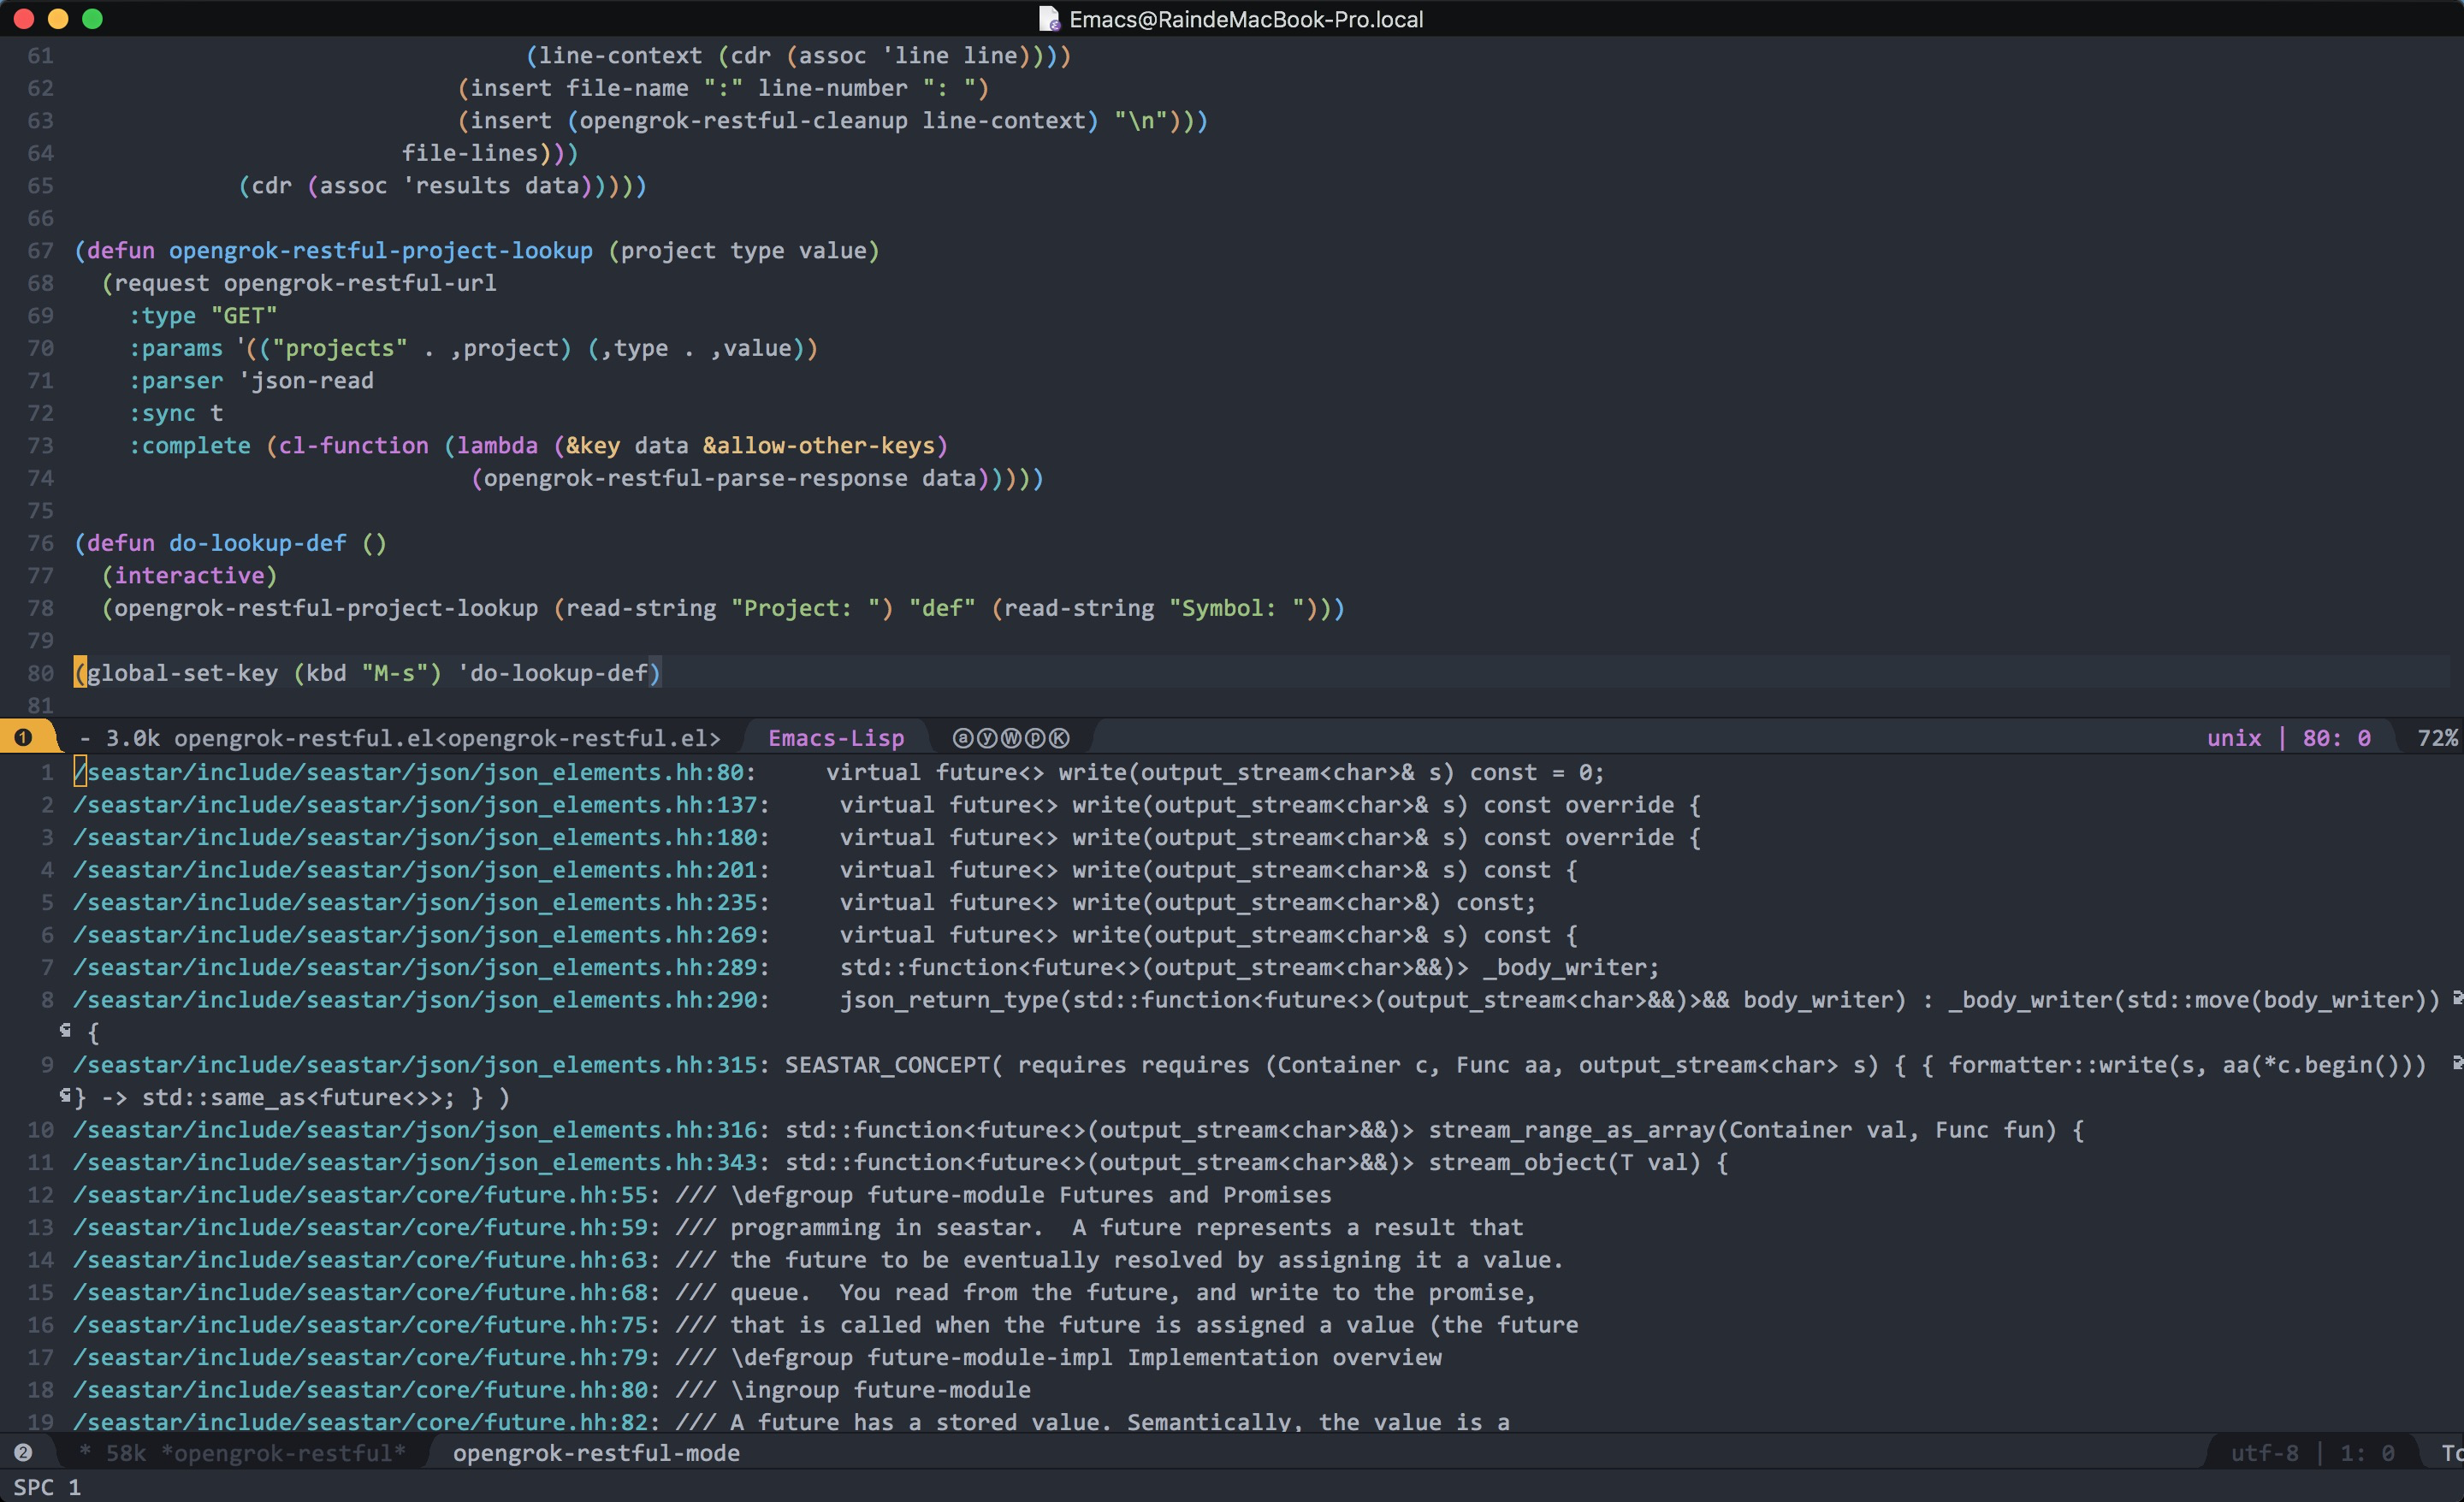 Emacs@RaindeMacBook-Pro.local
61 (line-context (cdr (assoc 'line line))))
62 (insert file-name ":" line-number ": ")
63 (insert (opengrok-restful-cleanup line-context) "\n")))
64 file-lines)))
65 (cdr (assoc 'results data)))))
66
67 (defun opengrok-restful-project-lookup (project type value)
68 (request opengrok-restful-url
69 :type "GET"
70 :params `(("projects" . ,project) (,type . ,value))
71 :parser 'json-read
72 :sync t
73 :complete (cl-function (lambda (&key data &allow-other-keys)
74 (opengrok-restful-parse-response data)))))
75
76 (defun do-lookup-def ()
77 (interactive)
78 (opengrok-restful-project-lookup (read-string "Project: ") "def" (read-string "Symbol: ")))
79
80 (global-set-key (kbd "M-s") 'do-lookup-def)
81
❶ - 3.0k opengrok-restful.el<opengrok-restful.el> Emacs-Lisp ⓐⓨⓌⓟⓀ unix | 80: 0 72%
1 /seastar/include/seastar/json/json_elements.hh:80: virtual future<> write(output_stream<char>& s) const = 0;
2 /seastar/include/seastar/json/json_elements.hh:137: virtual future<> write(output_stream<char>& s) const override {
3 /seastar/include/seastar/json/json_elements.hh:180: virtual future<> write(output_stream<char>& s) const override {
4 /seastar/include/seastar/json/json_elements.hh:201: virtual future<> write(output_stream<char>& s) const {
5 /seastar/include/seastar/json/json_elements.hh:235: virtual future<> write(output_stream<char>&) const;
6 /seastar/include/seastar/json/json_elements.hh:269: virtual future<> write(output_stream<char>& s) const {
7 /seastar/include/seastar/json/json_elements.hh:289: std::function<future<>(output_stream<char>&&)> _body_writer;
8 /seastar/include/seastar/json/json_elements.hh:290: json_return_type(std::function<future<>(output_stream<char>&&)>&& body_writer) : _body_writer(std::move(body_writer))
{
9 /seastar/include/seastar/json/json_elements.hh:315: SEASTAR_CONCEPT( requires requires (Container c, Func aa, output_stream<char> s) { { formatter::write(s, aa(*c.begin()))
} -> std::same_as<future<>>; } )
10 /seastar/include/seastar/json/json_elements.hh:316: std::function<future<>(output_stream<char>&&)> stream_range_as_array(Container val, Func fun) {
11 /seastar/include/seastar/json/json_elements.hh:343: std::function<future<>(output_stream<char>&&)> stream_object(T val) {
12 /seastar/include/seastar/core/future.hh:55: /// \defgroup future-module Futures and Promises
13 /seastar/include/seastar/core/future.hh:59: /// programming in seastar.  A future represents a result that
14 /seastar/include/seastar/core/future.hh:63: /// the future to be eventually resolved by assigning it a value.
15 /seastar/include/seastar/core/future.hh:68: /// queue.  You read from the future, and write to the promise,
16 /seastar/include/seastar/core/future.hh:75: /// that is called when the future is assigned a value (the future
17 /seastar/include/seastar/core/future.hh:79: /// \defgroup future-module-impl Implementation overview
18 /seastar/include/seastar/core/future.hh:80: /// \ingroup future-module
19 /seastar/include/seastar/core/future.hh:82: /// A future has a stored value. Semantically, the value is a
❷ * 58k *opengrok-restful* opengrok-restful-mode utf-8 | 1: 0
SPC 1